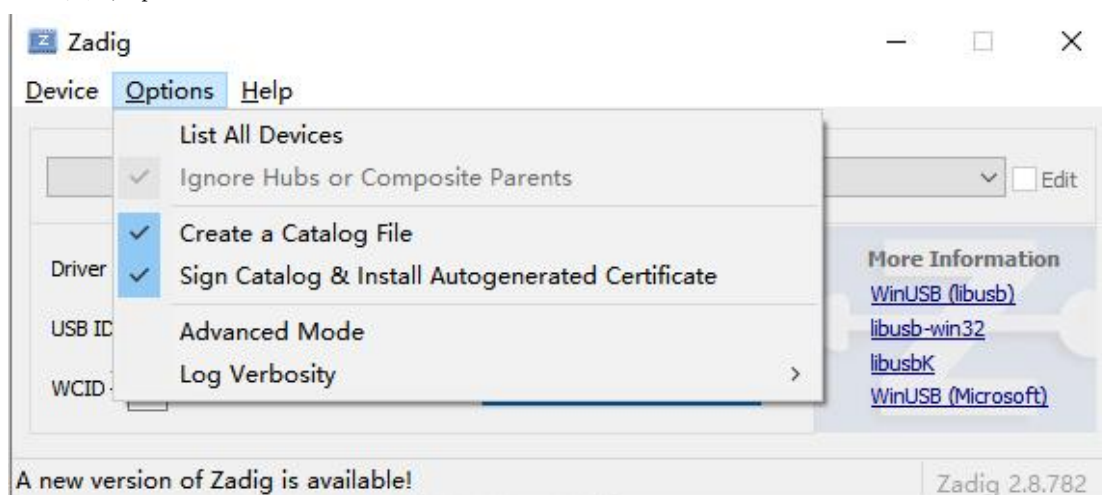 Zadig
Device Options Help
List All Devices
Ignore Hubs or Composite Parents
Edit
Create a Catalog File
Sign Catalog & Install Autogenerated Certificate
Advanced Mode
Log Verbosity
Driver
USB ID
WCID
More Information
WinUSB (libusb)
libusb-win32
libusbK
WinUSB (Microsoft)
A new version of Zadig is available!
Zadig 2.8.782